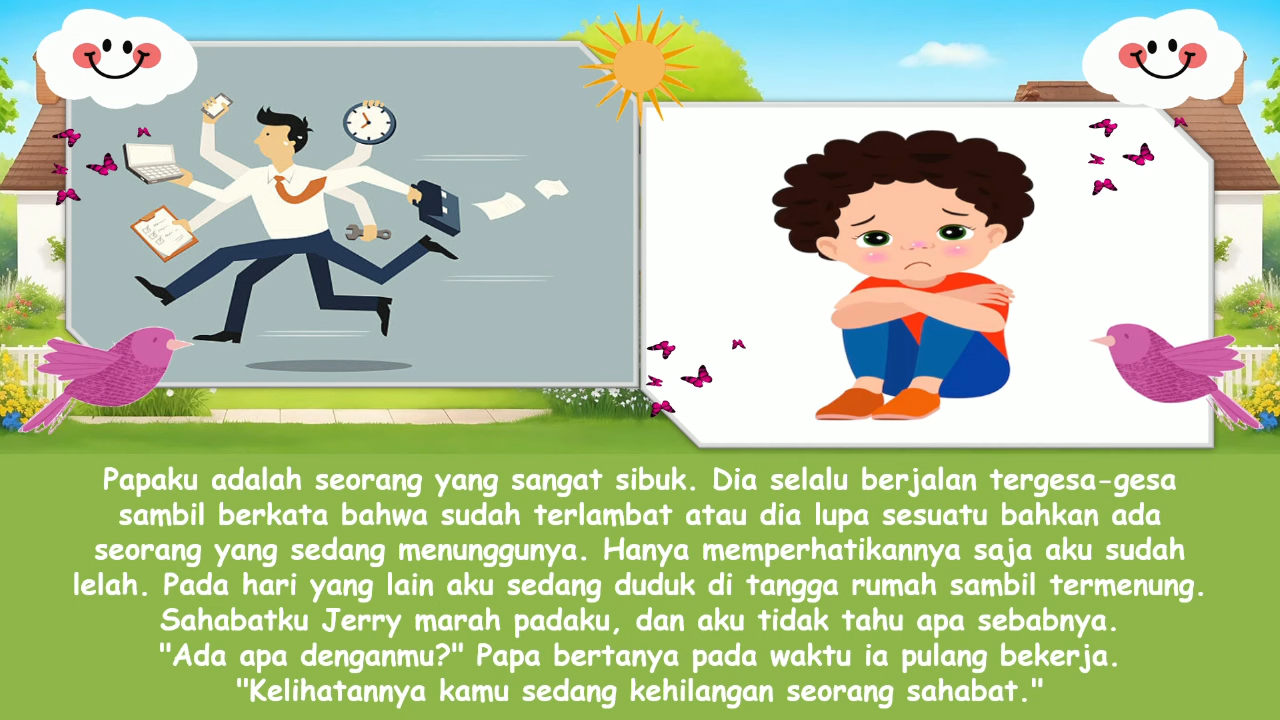 Papaku adalah seorang yang sangat sibuk. Dia selalu berjalan tergesa-gesa
sambil berkata bahwa sudah terlambat atau dia lupa sesuatu bahkan ada
seorang yang sedang menunggunya. Hanya memperhatikannya saja aku sudah
lelah. Pada hari yang lain aku sedang duduk di tangga rumah sambil termenung.
Sahabatku Jerry marah padaku, dan aku tidak tahu apa sebabnya.
"Ada apa denganmu?" Papa bertanya pada waktu ia pulang bekerja.
"Kelihatannya kamu sedang kehilangan seorang sahabat."